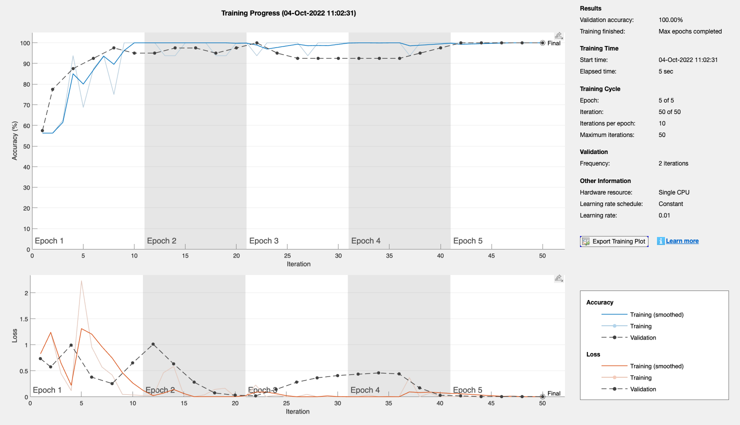 Training Progress (04-Oct-2022 11:02:31)
Accuracy (%)
100
90
80
70
60
50
40
30
20
10
0
Final
Epoch 1 Epoch 2 Epoch 3 Epoch 4 Epoch 5
0 5 10 15 20 25 30 35 40 45 50
Iteration
Loss
2
1.5
1
0.5
0
Final
Epoch 1 Epoch 2 Epoch 3 Epoch 4 Epoch 5
0 5 10 15 20 25 30 35 40 45 50
Iteration
Results
Validation accuracy: 100.00%
Training finished: Max epochs completed
Training Time
Start time: 04-Oct-2022 11:02:31
Elapsed time: 5 sec
Training Cycle
Epoch: 5 of 5
Iteration: 50 of 50
Iterations per epoch: 10
Maximum iterations: 50
Validation
Frequency: 2 iterations
Other Information
Hardware resource: Single CPU
Learning rate schedule: Constant
Learning rate: 0.01
Export Training Plot Learn more
Accuracy
Training (smoothed)
Training
Validation
Loss
Training (smoothed)
Training
Validation